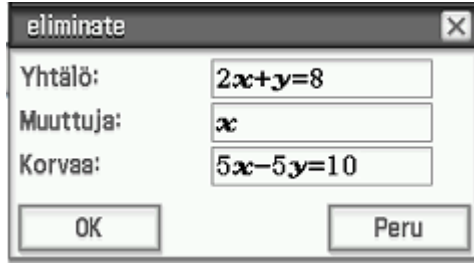 eliminate
Yhtälö: 2x+y=8
Muuttuja: x
Korvaa: 5x−5y=10
OK Peru